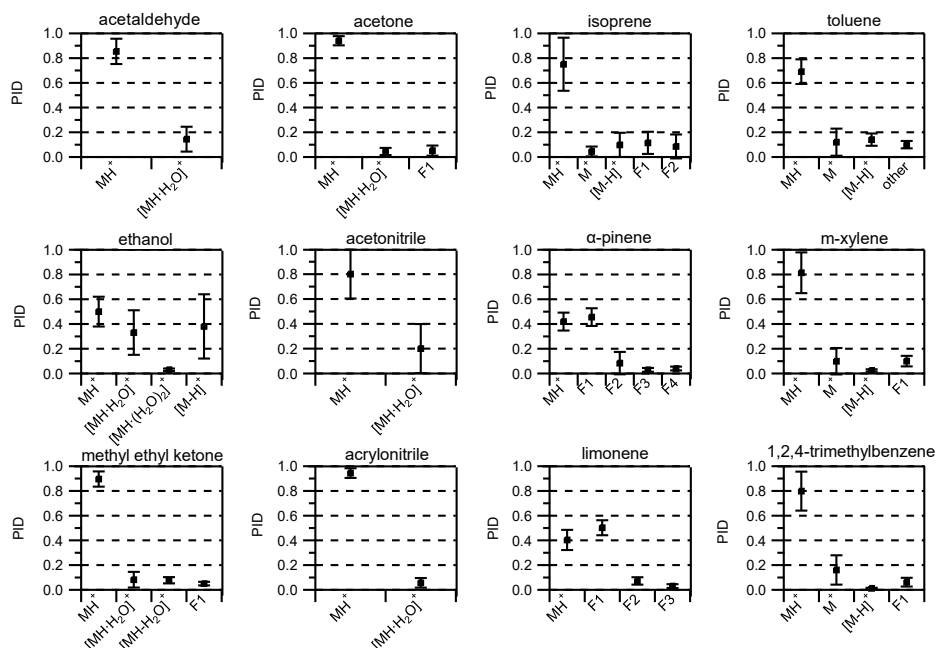 acetaldehyde
PID
1.0
0.8
0.6
0.4
0.2
0.0
MH⁺
[MH·H₂O]⁺
acetone
PID
1.0
0.8
0.6
0.4
0.2
0.0
MH⁺
[MH·H₂O]⁺
F1
isoprene
PID
1.0
0.8
0.6
0.4
0.2
0.0
MH⁺
M⁺
[M-H]⁺
F1
F2
toluene
PID
1.0
0.8
0.6
0.4
0.2
0.0
MH⁺
M⁺
[M-H]⁺
other
ethanol
PID
1.0
0.8
0.6
0.4
0.2
0.0
MH⁺
[MH·H₂O]⁺
[MH·(H₂O)₂]⁺
[M-H]⁺
acetonitrile
PID
1.0
0.8
0.6
0.4
0.2
0.0
MH⁺
[MH·H₂O]⁺
α-pinene
PID
1.0
0.8
0.6
0.4
0.2
0.0
MH⁺
F1
F2
F3
F4
m-xylene
PID
1.0
0.8
0.6
0.4
0.2
0.0
MH⁺
M⁺
[M-H]⁺
F1
methyl ethyl ketone
PID
1.0
0.8
0.6
0.4
0.2
0.0
MH⁺
[MH·H₂O]⁺
[MH-H₂O]⁺
F1
acrylonitrile
PID
1.0
0.8
0.6
0.4
0.2
0.0
MH⁺
[MH·H₂O]⁺
limonene
PID
1.0
0.8
0.6
0.4
0.2
0.0
MH⁺
F1
F2
F3
1,2,4-trimethylbenzene
PID
1.0
0.8
0.6
0.4
0.2
0.0
MH⁺
M⁺
[M-H]⁺
F1